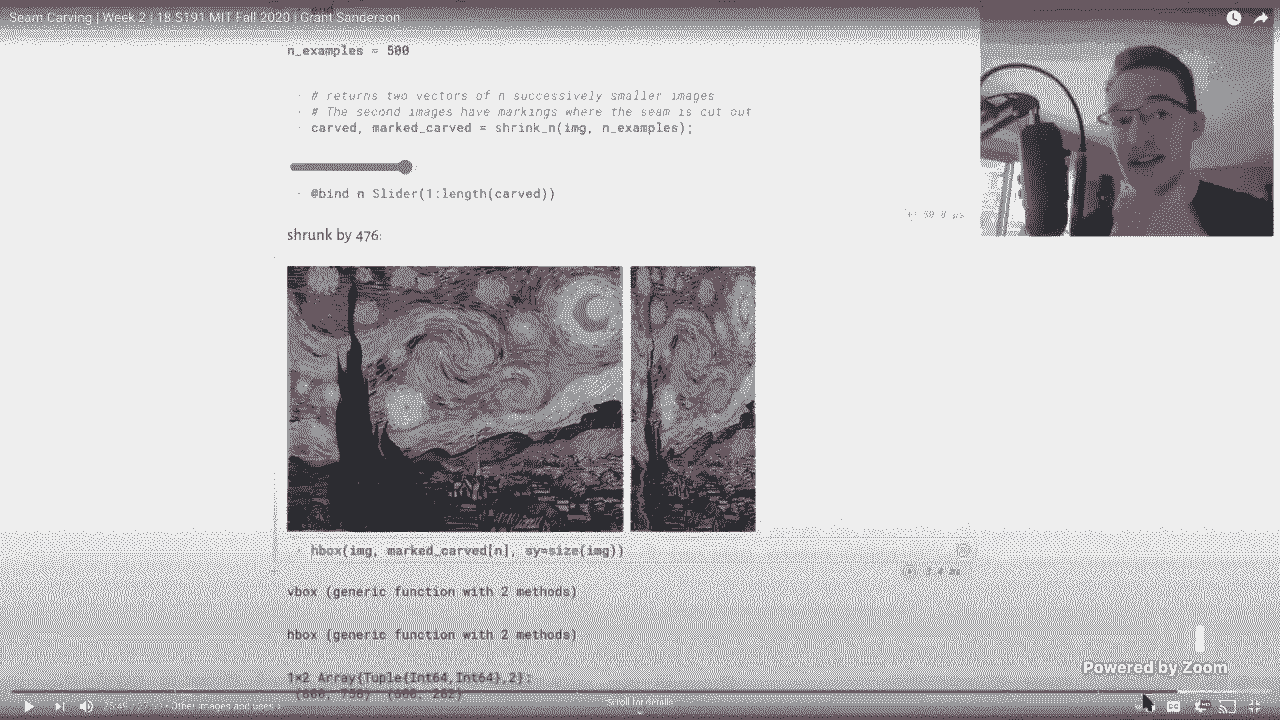 Seam Carving | Week 2 | 18.S191 MIT Fall 2020 | Grant Sanderson
end
n_examples = 500
# returns two vectors of n successively smaller images
# The second images have markings where the seam is cut out
carved, marked_carved = shrink_n(img, n_examples);
@bind n Slider(1:length(carved))
shrunk by 476:
hbox(img, marked_carved[n], sy=size(img))
vbox (generic function with 2 methods)
hbox (generic function with 2 methods)
1×2 Array{Tuple{Int64,Int64},2}:
Powered by Zoom
• Other images and uses
Scroll for details
CC
HD